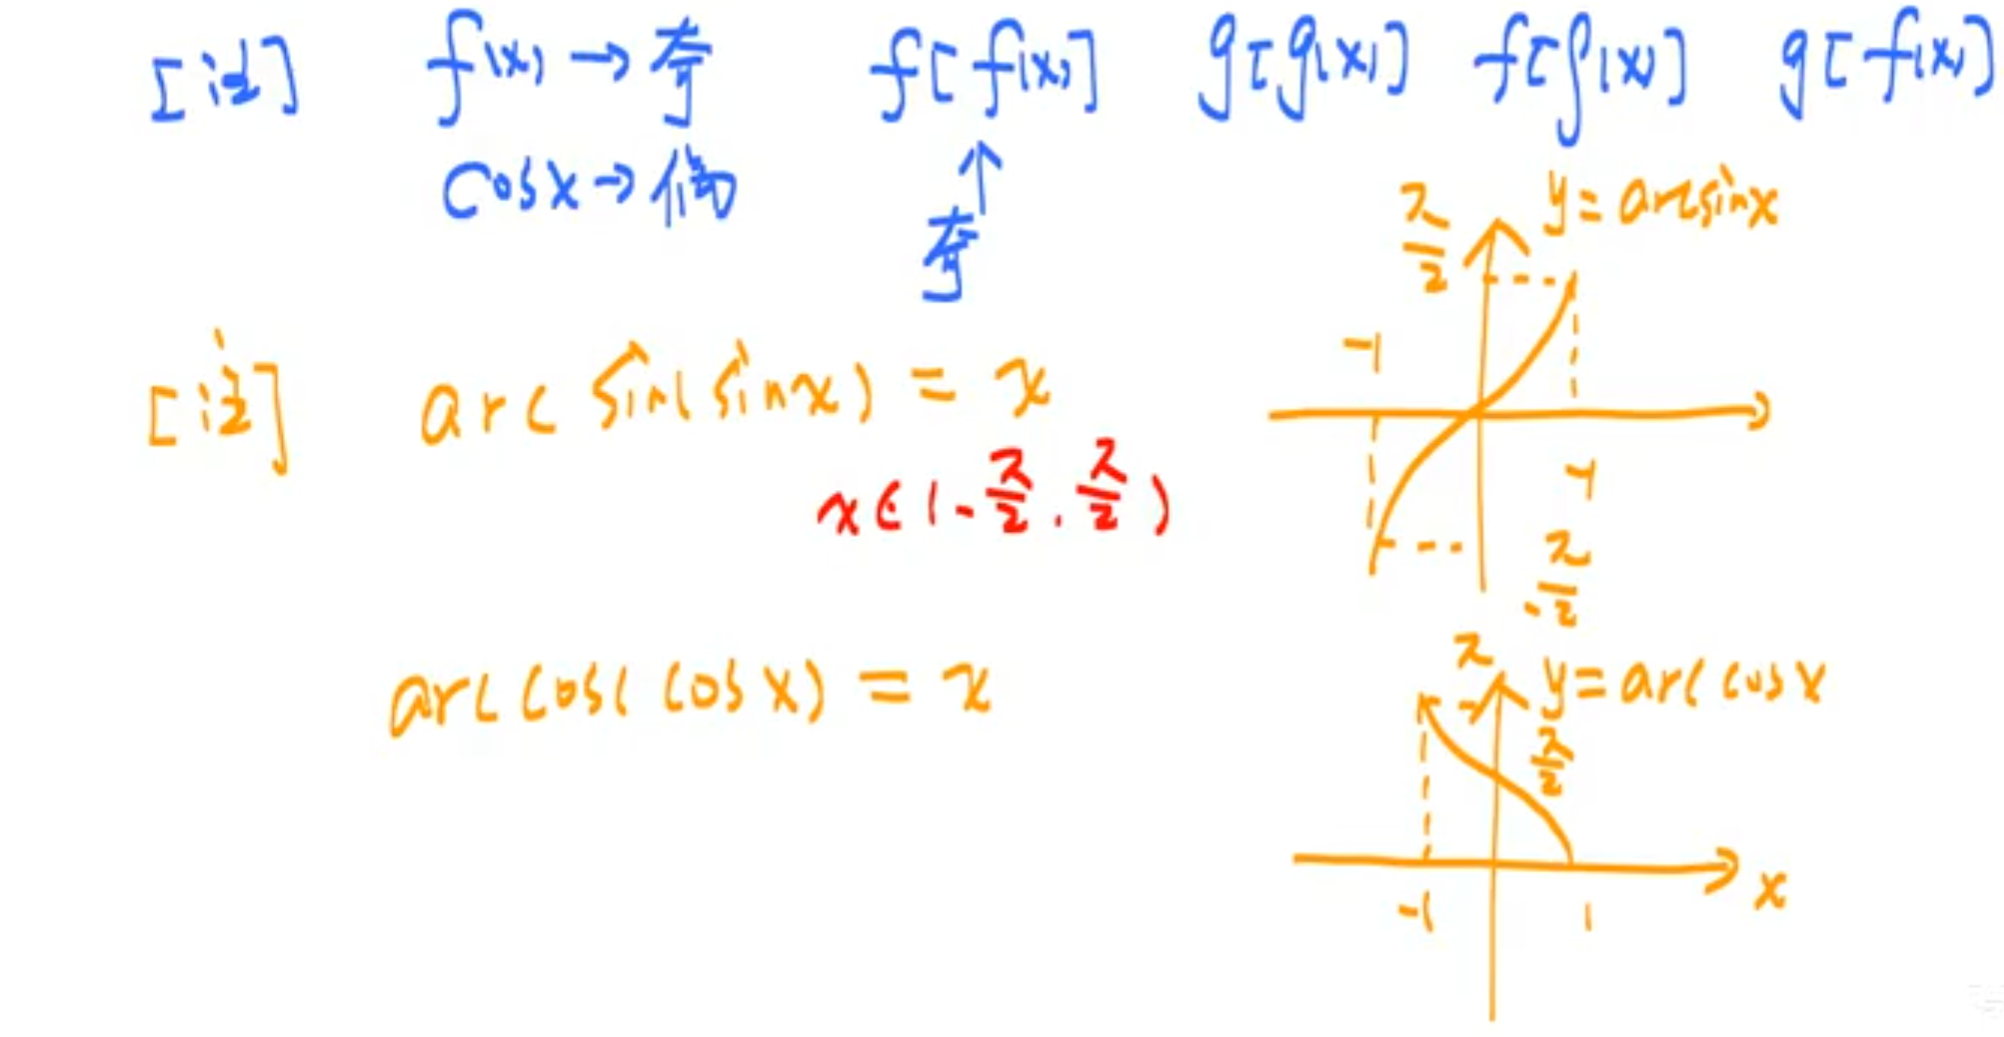 [注] f(x) → 奇 f[f(x)] g[g(x)] f[g(x)] g[f(x)]
cosx → 偶
奇
y = arcsinx
π/2
-1
[注] arcsin(sinx) = x
x∈(-π/2, π/2)
-1
-π/2
arccos(cosx) = x
π
y = arccosx
π/2
x
-1 1